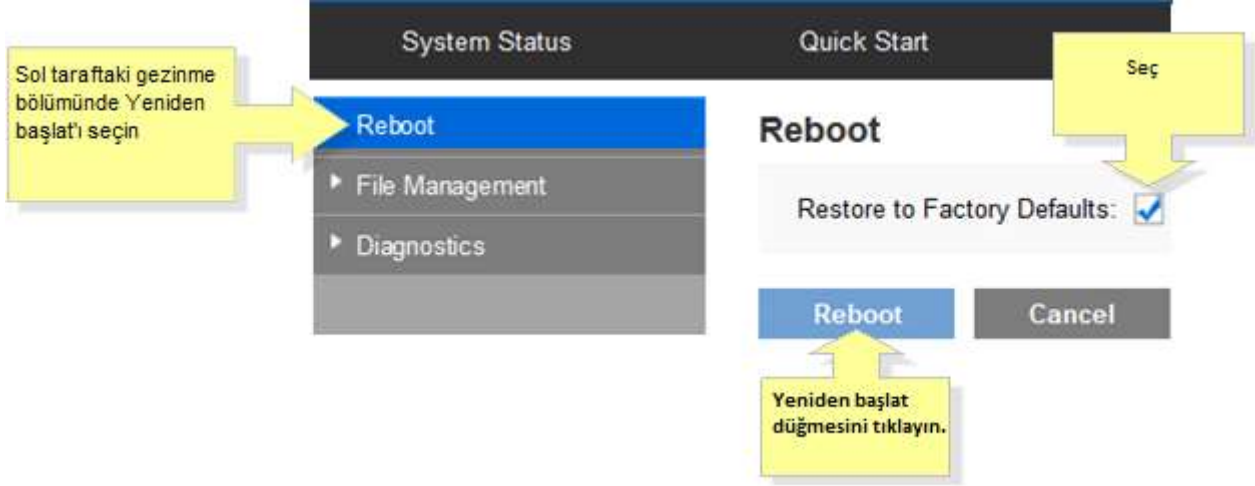 System Status
Quick Start
Sol taraftaki gezinme
bölümünde Yeniden
başlat'ı seçin
Seç
Reboot
File Management
Diagnostics
Reboot
Restore to Factory Defaults:
Reboot
Cancel
Yeniden başlat
düğmesini tıklayın.